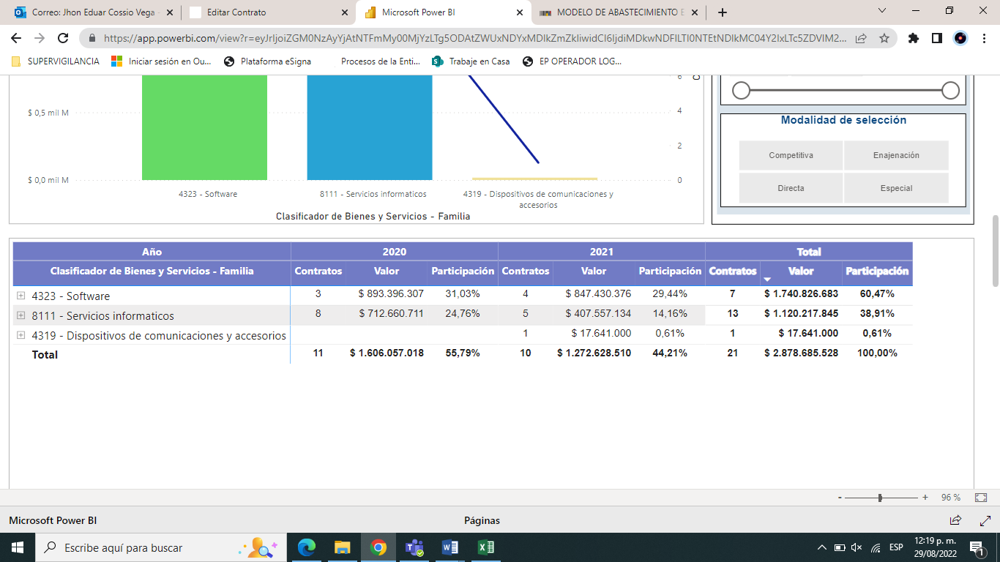 Correo: Jhon Eduar Cossio Vega
Editar Contrato
Microsoft Power BI
MODELO DE ABASTECIMIENTO E
SUPERVIGILANCIA
Iniciar sesión en Ou...
Plataforma eSigna
Procesos de la Enti...
Trabaje en Casa
EP OPERADOR LOG...
$ 0,5 mil M
$ 0,0 mil M
6
4
2
0
4323 - Software
8111 - Servicios informaticos
4319 - Dispositivos de comunicaciones y
accesorios
Clasificador de Bienes y Servicios - Familia
Modalidad de selección
Competitiva Enajenación
Directa Especial
Año 2020 2021 Total
Clasificador de Bienes y Servicios - Familia Contratos Valor Participación Contratos Valor Participación Contratos Valor Participación
4323 - Software 3 $ 893.396.307 31,03% 4 $ 847.430.376 29,44% 7 $ 1.740.826.683 60,47%
8111 - Servicios informaticos 8 $ 712.660.711 24,76% 5 $ 407.557.134 14,16% 13 $ 1.120.217.845 38,91%
4319 - Dispositivos de comunicaciones y accesorios 1 $ 17.641.000 0,61% 1 $ 17.641.000 0,61%
Total 11 $ 1.606.057.018 55,79% 10 $ 1.272.628.510 44,21% 21 $ 2.878.685.528 100,00%
- + 96 %
Microsoft Power BI
Páginas
Escribe aquí para buscar
ESP
12:19 p. m.
29/08/2022
1